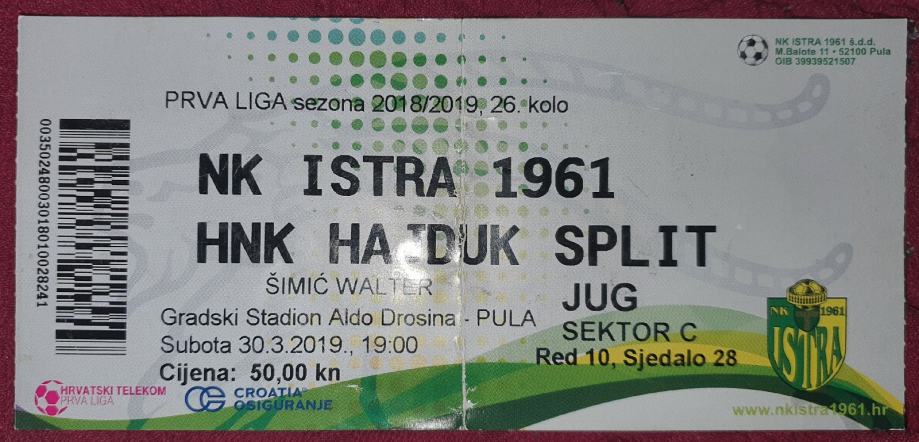 NK ISTRA 1961 š.d.d.
M.Balote 11 • 52100 Pula
OIB 39939521507
PRVA LIGA sezona 2018/2019, 26. kolo
NK ISTRA 1961
HNK HAJDUK SPLIT
ŠIMIĆ WALTER
JUG
Gradski Stadion Aldo Drosina - PULA
SEKTOR C
Subota 30.3.2019., 19:00
Red 10, Sjedalo 28
Cijena: 50,00 kn
HRVATSKI TELEKOM
PRVA LIGA
CROATIA
OSIGURANJE
NK 1961
ISTRA
www.nkistra1961.hr
00350248003018010028241